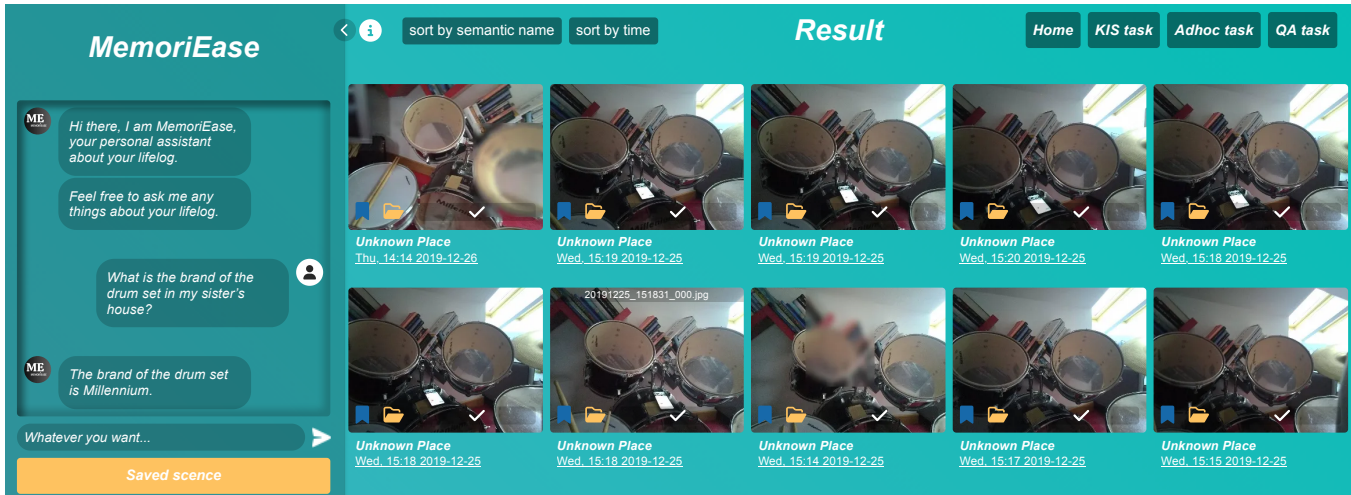 MemoriEase
ME
Hi there, I am MemoriEase,
your personal assistant
about your lifelog.
Feel free to ask me any
things about your lifelog.
What is the brand of the
drum set in my sister's
house?
ME
The brand of the drum set
is Millennium.
Whatever you want...
Saved scence
i
sort by semantic name
sort by time
Result
Home
KIS task
Adhoc task
QA task
Unknown Place
Thu, 14:14 2019-12-26
Unknown Place
Wed, 15:19 2019-12-25
Unknown Place
Wed, 15:19 2019-12-25
Unknown Place
Wed, 15:20 2019-12-25
Unknown Place
Wed, 15:18 2019-12-25
Unknown Place
Wed, 15:18 2019-12-25
20191225_151831_000.jpg
Unknown Place
Wed, 15:18 2019-12-25
Unknown Place
Wed, 15:14 2019-12-25
Unknown Place
Wed, 15:17 2019-12-25
Unknown Place
Wed, 15:15 2019-12-25